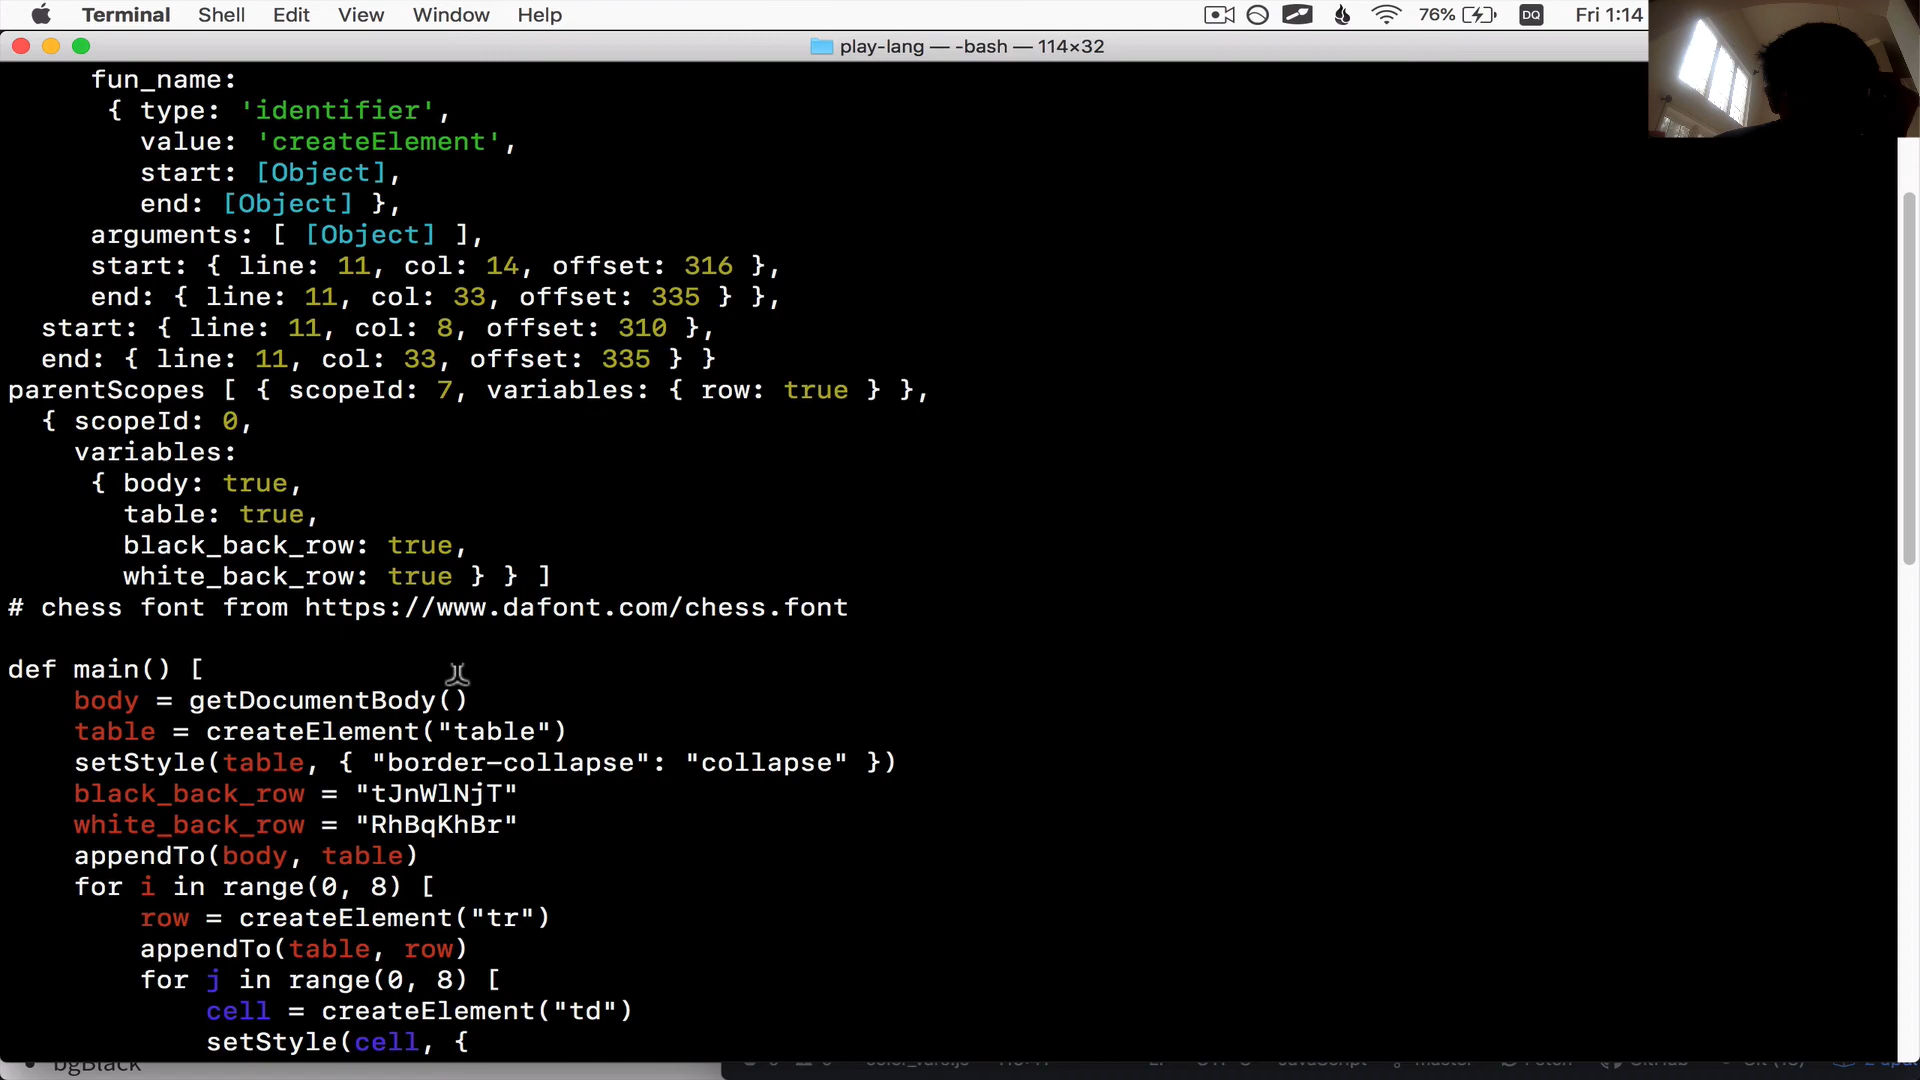 Terminal Shell Edit View Window Help 76% DQ Fri 1:14
play-lang — -bash — 114×32
fun_name:
{ type: 'identifier',
value: 'createElement',
start: [Object],
end: [Object] },
arguments: [ [Object] ],
start: { line: 11, col: 14, offset: 316 },
end: { line: 11, col: 33, offset: 335 } },
start: { line: 11, col: 8, offset: 310 },
end: { line: 11, col: 33, offset: 335 } }
parentScopes [ { scopeId: 7, variables: { row: true } },
{ scopeId: 0,
variables:
{ body: true,
table: true,
black_back_row: true,
white_back_row: true } } ]
# chess font from https://www.dafont.com/chess.font
def main() [
body = getDocumentBody()
table = createElement("table")
setStyle(table, { "border-collapse": "collapse" })
black_back_row = "tJnWlNjT"
white_back_row = "RhBqKhBr"
appendTo(body, table)
for i in range(0, 8) [
row = createElement("tr")
appendTo(table, row)
for j in range(0, 8) [
cell = createElement("td")
setStyle(cell, {
bgBlack